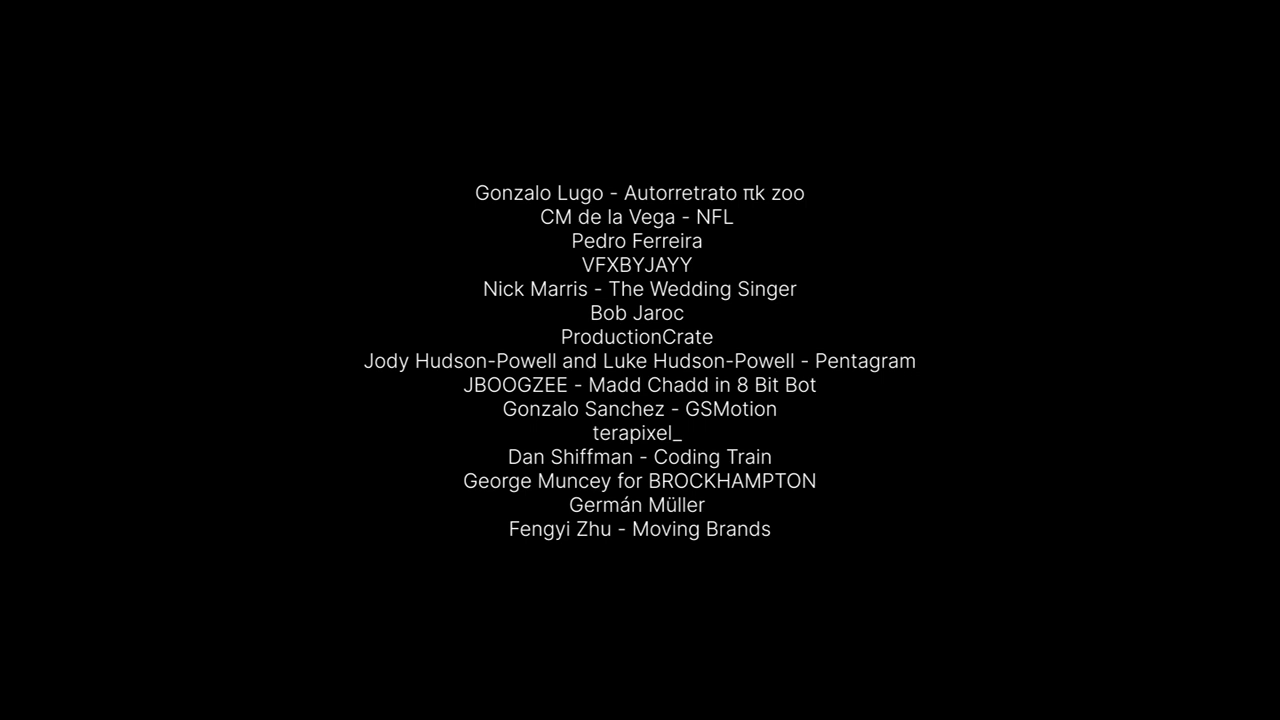 Gonzalo Lugo - Autorretrato πk zoo
CM de la Vega - NFL
Pedro Ferreira
VFXBYJAYY
Nick Marris - The Wedding Singer
Bob Jaroc
ProductionCrate
Jody Hudson-Powell and Luke Hudson-Powell - Pentagram
JBOOGZEE - Madd Chadd in 8 Bit Bot
Gonzalo Sanchez - GSMotion
terapixel_
Dan Shiffman - Coding Train
George Muncey for BROCKHAMPTON
Germán Müller
Fengyi Zhu - Moving Brands